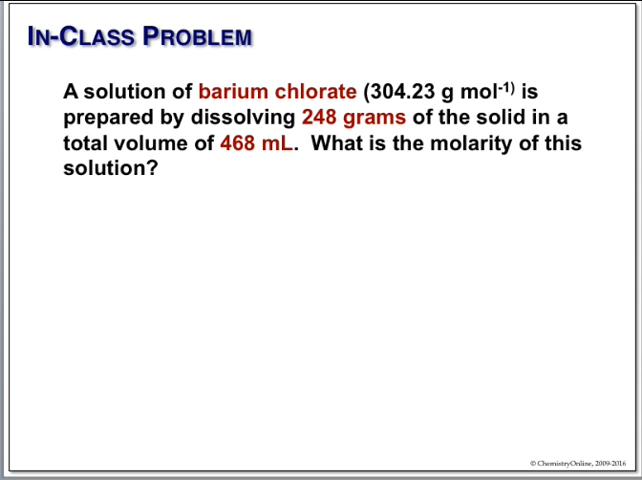 IN-CLASS PROBLEM
A solution of barium chlorate (304.23 g mol-1) is
prepared by dissolving 248 grams of the solid in a
total volume of 468 mL. What is the molarity of this
solution?
© ChemistryOnline, 2009-2016